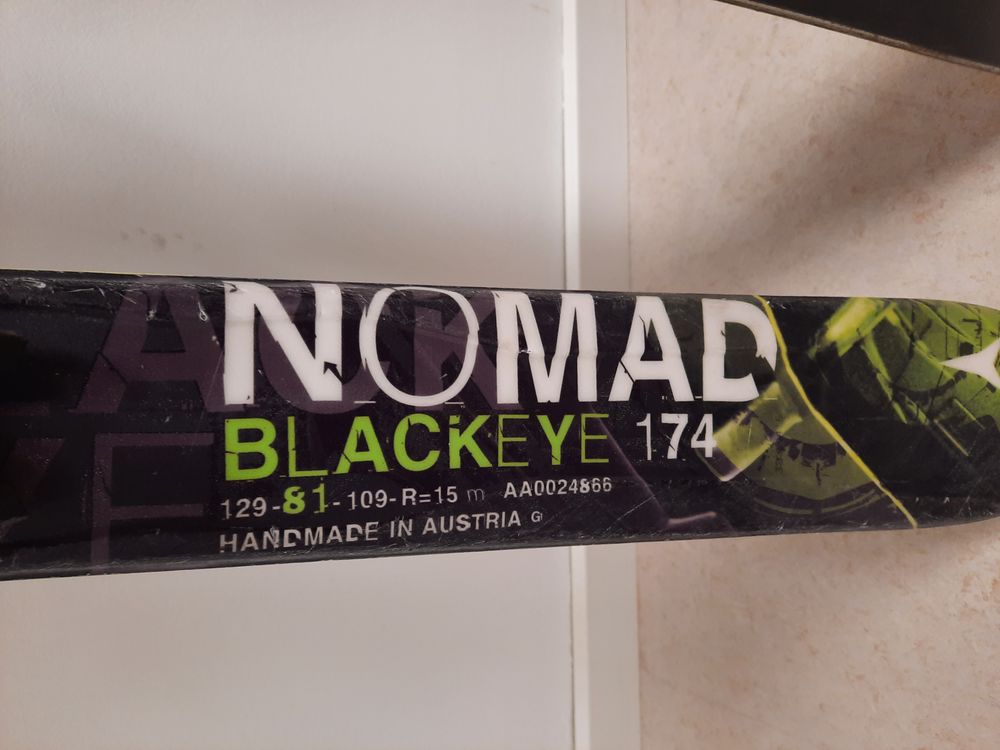 NOMAD
BLACKEYE 174
129-81-109-R=15 m AA0024866
HANDMADE IN AUSTRIA G